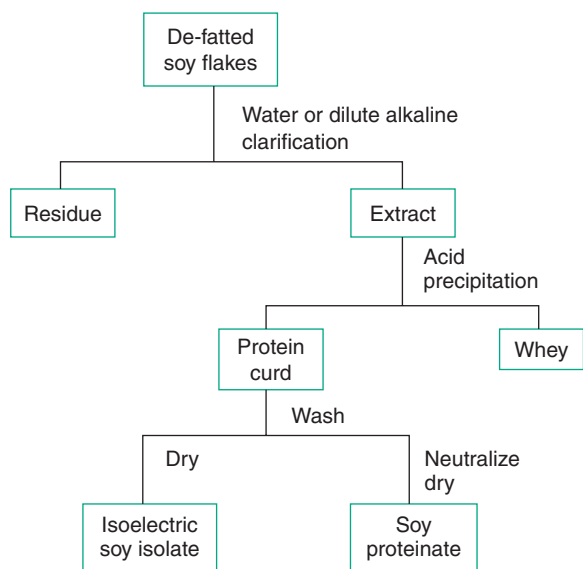 De-fatted
soy flakes
Water or dilute alkaline
clarification
Residue
Extract
Acid
precipitation
Protein
curd
Whey
Wash
Dry
Neutralize
dry
Isoelectric
soy isolate
Soy
proteinate